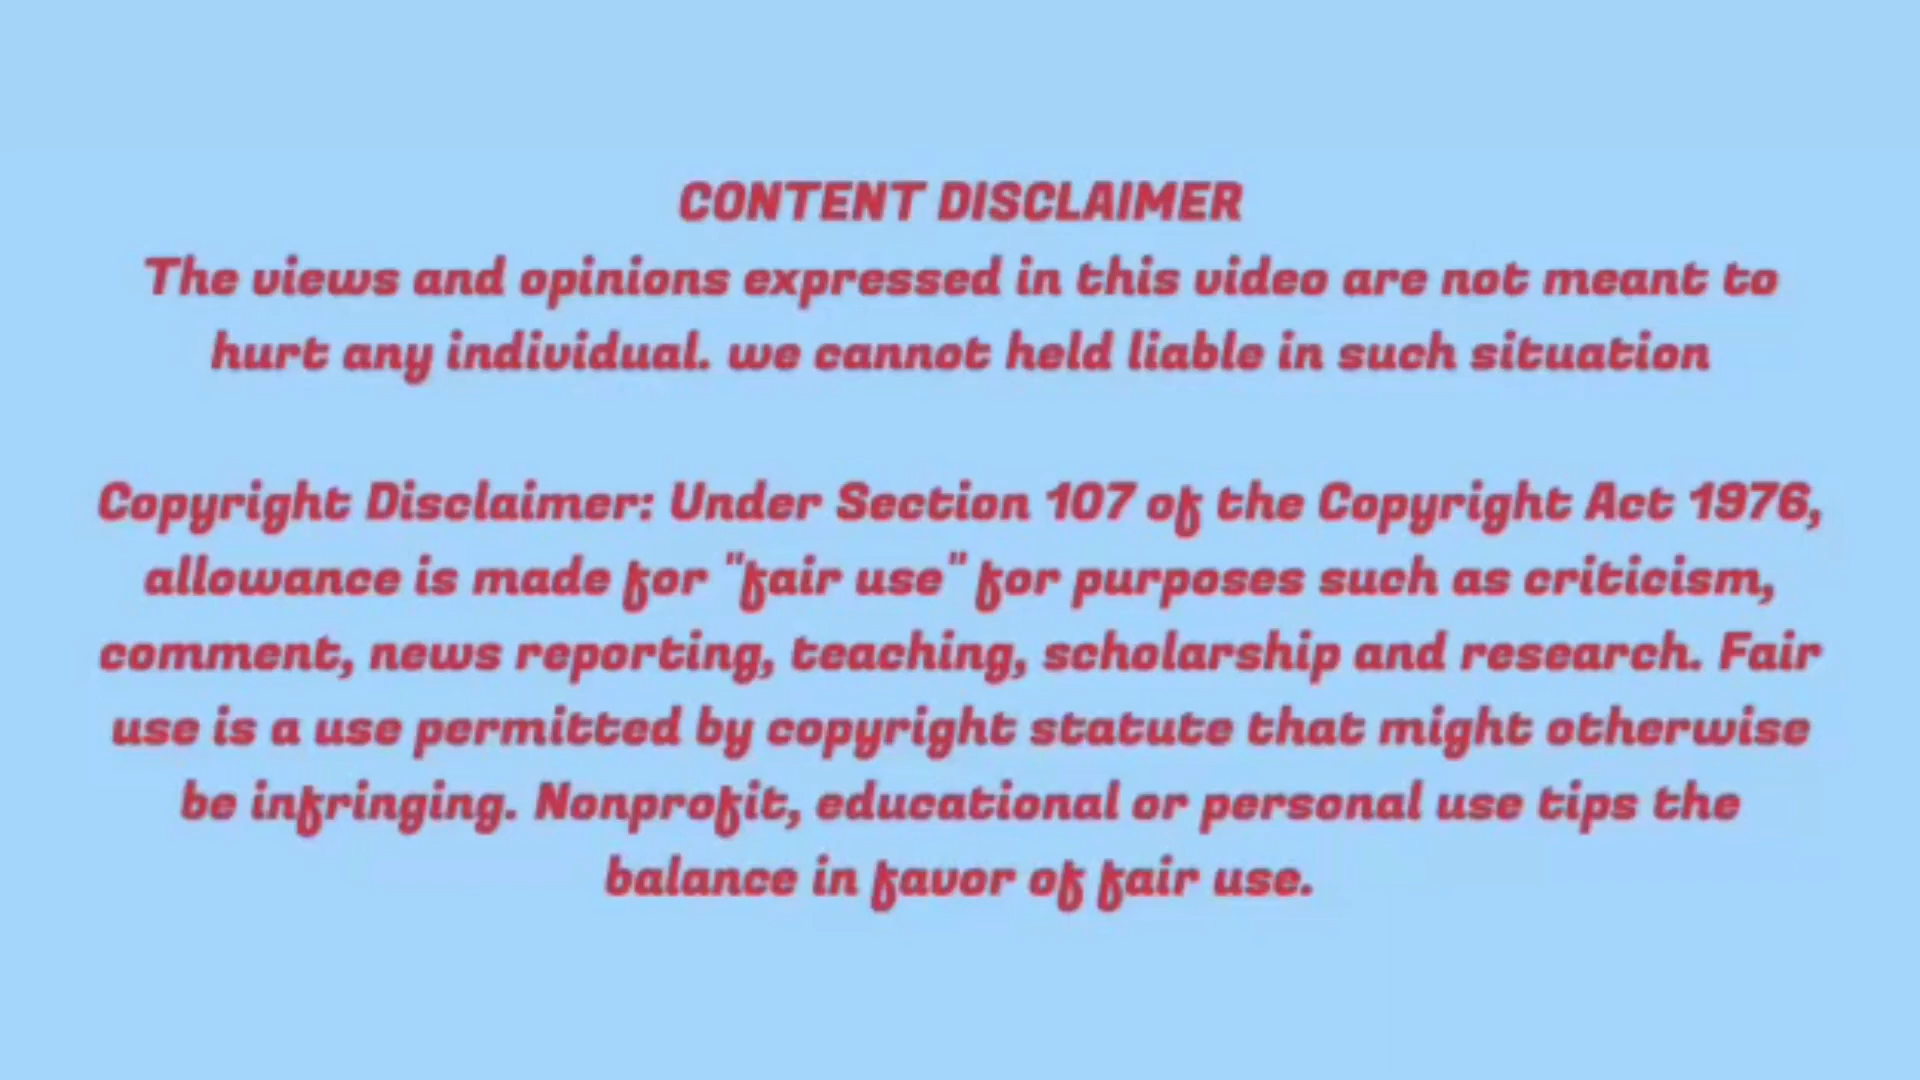 CONTENT DISCLAIMER
The views and opinions expressed in this video are not meant to
hurt any individual. we cannot held liable in such situation
Copyright Disclaimer: Under Section 107 of the Copyright Act 1976,
allowance is made for "fair use" for purposes such as criticism,
comment, news reporting, teaching, scholarship and research. Fair
use is a use permitted by copyright statute that might otherwise
be infringing. Nonprofit, educational or personal use tips the
balance in favor of fair use.